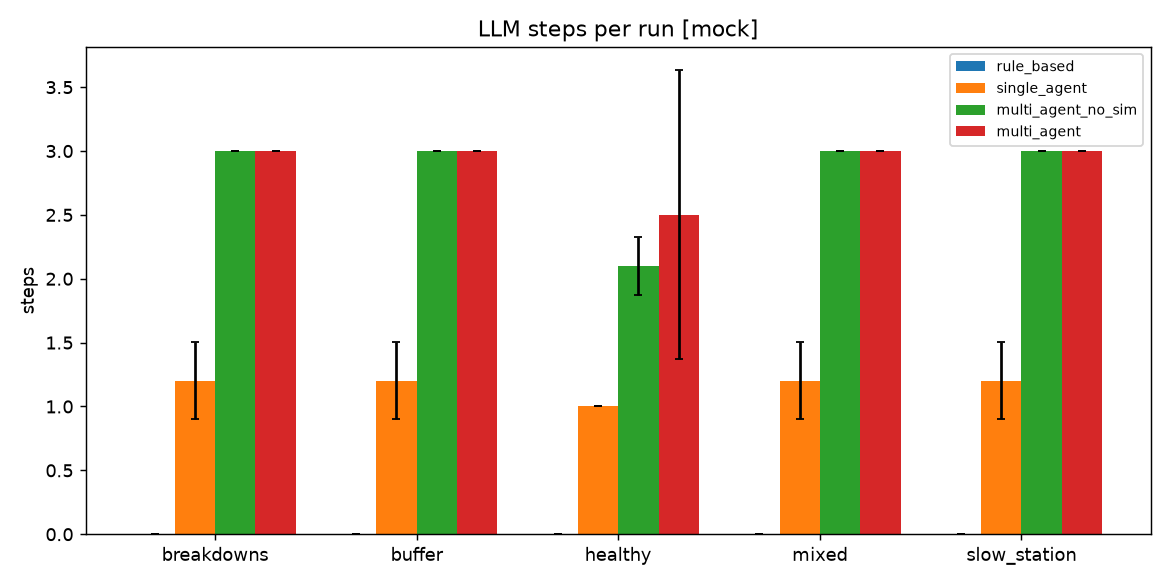 LLM steps per run [mock]
rule_based
single_agent
multi_agent_no_sim
multi_agent
3.5
3.0
2.5
2.0
1.5
1.0
0.5
0.0
steps
breakdowns buffer healthy mixed slow_station